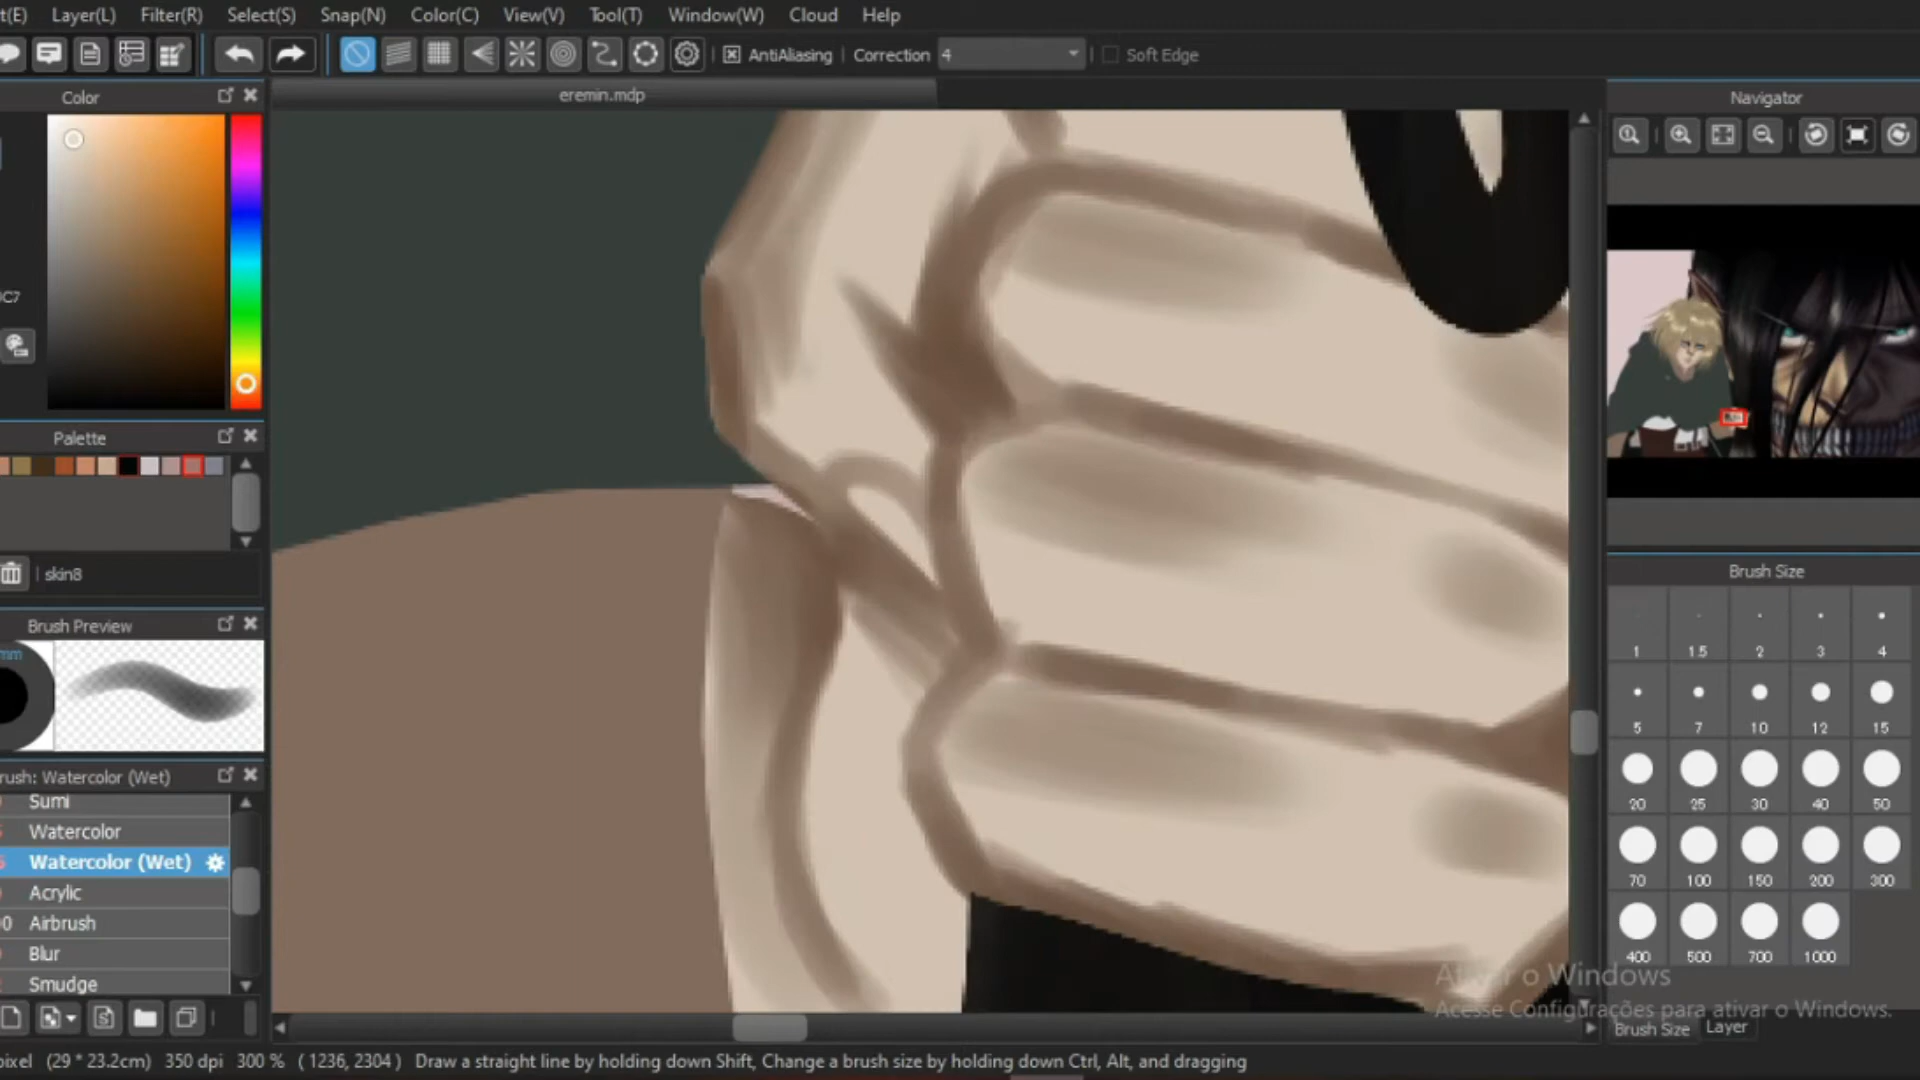 t(E) Layer(L) Filter(R) Select(S) Snap(N) Color(C) View(V) Tool(T) Window(W) Cloud Help
AntiAliasing Correction 4 Soft Edge
Color
eremin.mdp
Navigator
C7
Palette
skin8
Brush Preview
mm
rush: Watercolor (Wet)
Sumi
Watercolor
Watercolor (Wet)
Acrylic
Airbrush
Blur
Smudge
Brush Size
1 1.5 2 3 4
5 7 10 12 15
20 25 30 40 50
70 100 150 200 300
400 500 700 1000
Ativar o Windows
Acesse Configurações para ativar o Windows.
Brush Size Layer
pixel (29 * 23.2cm) 350 dpi 300 % ( 1236, 2304 ) Draw a straight line by holding down Shift, Change a brush size by holding down Ctrl, Alt, and dragging